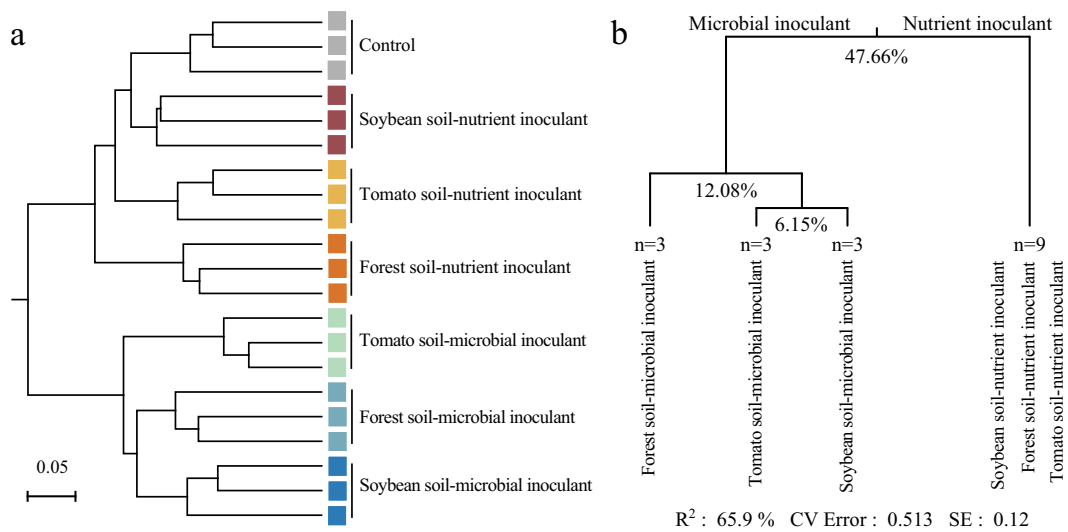 a
Control
Soybean soil-nutrient inoculant
Tomato soil-nutrient inoculant
Forest soil-nutrient inoculant
Tomato soil-microbial inoculant
Forest soil-microbial inoculant
Soybean soil-microbial inoculant
0.05
b
Microbial inoculant
Nutrient inoculant
47.66%
12.08%
6.15%
n=3
n=3
n=3
n=9
Forest soil-microbial inoculant
Tomato soil-microbial inoculant
Soybean soil-microbial inoculant
Soybean soil-nutrient inoculant
Forest soil-nutrient inoculant
Tomato soil-nutrient inoculant
R² : 65.9 % CV Error : 0.513 SE : 0.12